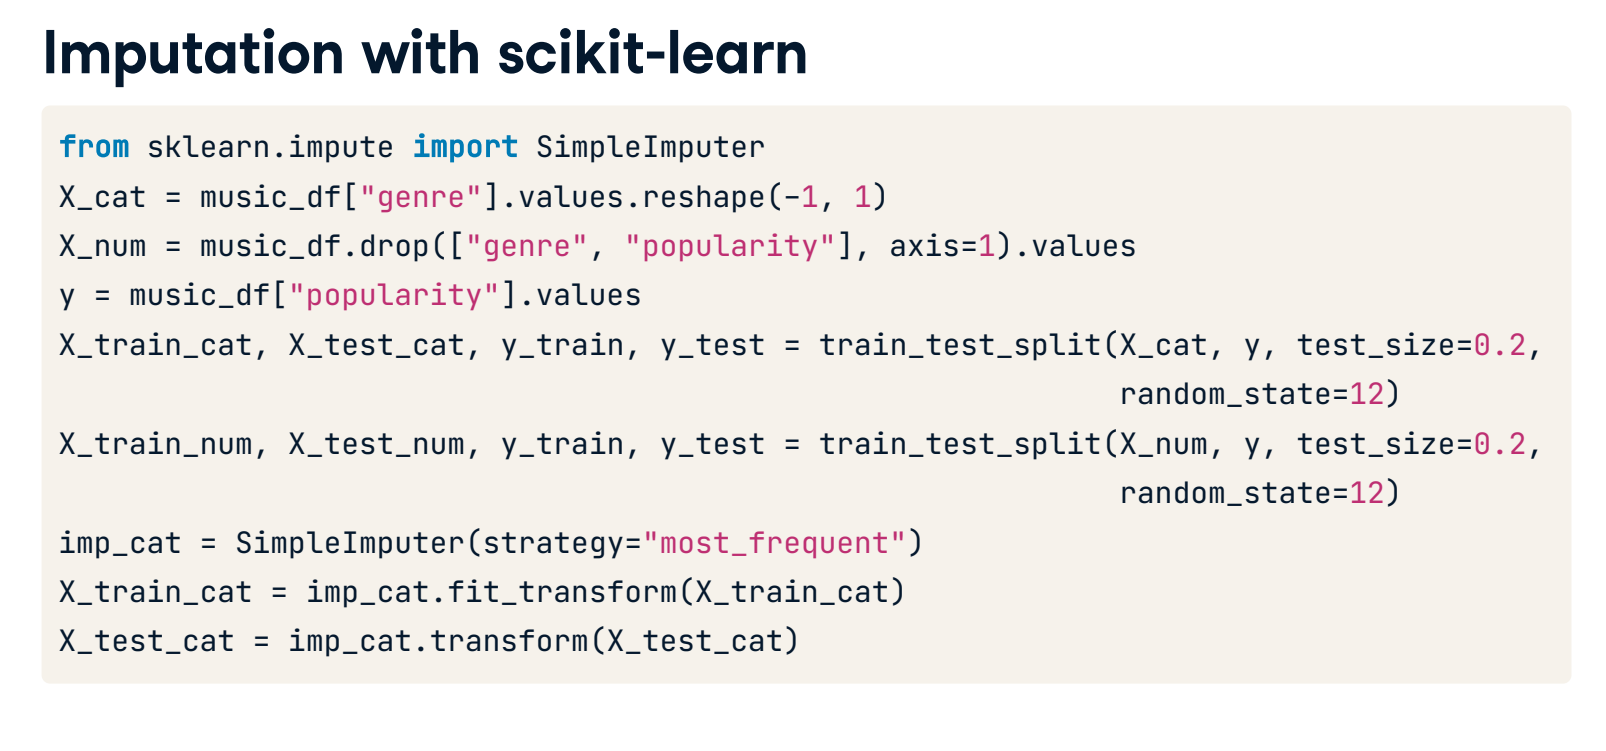 Imputation with scikit-learn
from sklearn.impute import SimpleImputer
X_cat = music_df["genre"].values.reshape(-1, 1)
X_num = music_df.drop(["genre", "popularity"], axis=1).values
y = music_df["popularity"].values
X_train_cat, X_test_cat, y_train, y_test = train_test_split(X_cat, y, test_size=0.2,
random_state=12)
X_train_num, X_test_num, y_train, y_test = train_test_split(X_num, y, test_size=0.2,
random_state=12)
imp_cat = SimpleImputer(strategy="most_frequent")
X_train_cat = imp_cat.fit_transform(X_train_cat)
X_test_cat = imp_cat.transform(X_test_cat)